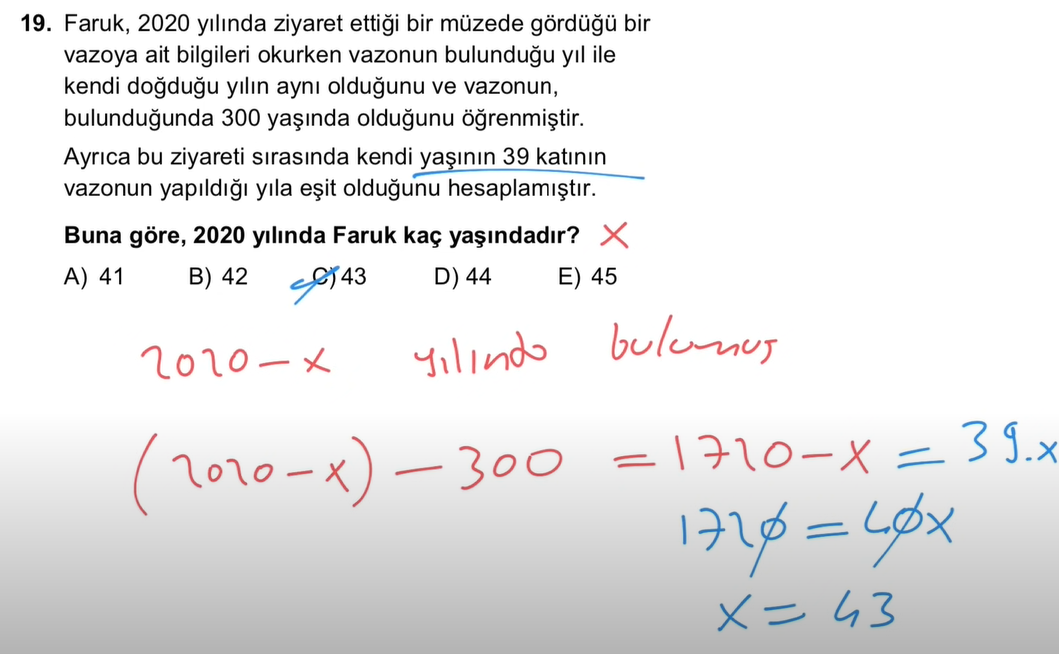 19. Faruk, 2020 yılında ziyaret ettiği bir müzede gördüğü bir
vazoya ait bilgileri okurken vazonun bulunduğu yıl ile
kendi doğduğu yılın aynı olduğunu ve vazonun,
bulunduğunda 300 yaşında olduğunu öğrenmiştir.
Ayrıca bu ziyareti sırasında kendi yaşının 39 katının
vazonun yapıldığı yıla eşit olduğunu hesaplamıştır.
Buna göre, 2020 yılında Faruk kaç yaşındadır? x
A) 41 B) 42 C) 43 D) 44 E) 45
2020 - x yılında bulunmuş
(2020 - x) - 300 = 1720 - x = 39.x
1720 = 40x
x = 43